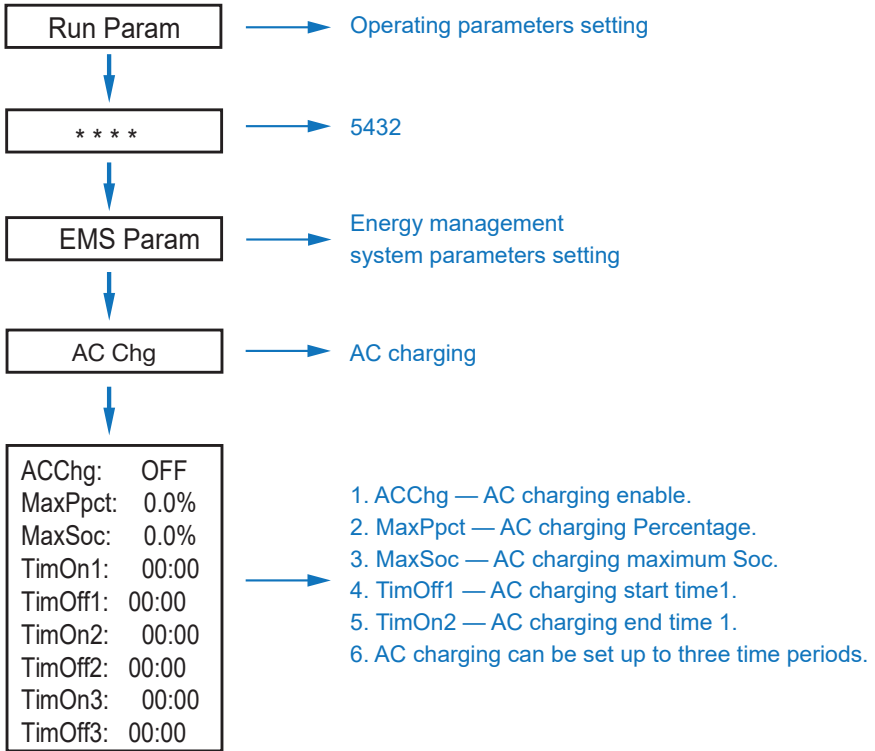 Run Param
Operating parameters setting
* * * *
5432
EMS Param
Energy management
system parameters setting
AC Chg
AC charging
ACChg: OFF
MaxPpct: 0.0%
MaxSoc: 0.0%
TimOn1: 00:00
TimOff1: 00:00
TimOn2: 00:00
TimOff2: 00:00
TimOn3: 00:00
TimOff3: 00:00
1. ACChg — AC charging enable.
2. MaxPpct — AC charging Percentage.
3. MaxSoc — AC charging maximum Soc.
4. TimOff1 — AC charging start time1.
5. TimOn2 — AC charging end time 1.
6. AC charging can be set up to three time periods.